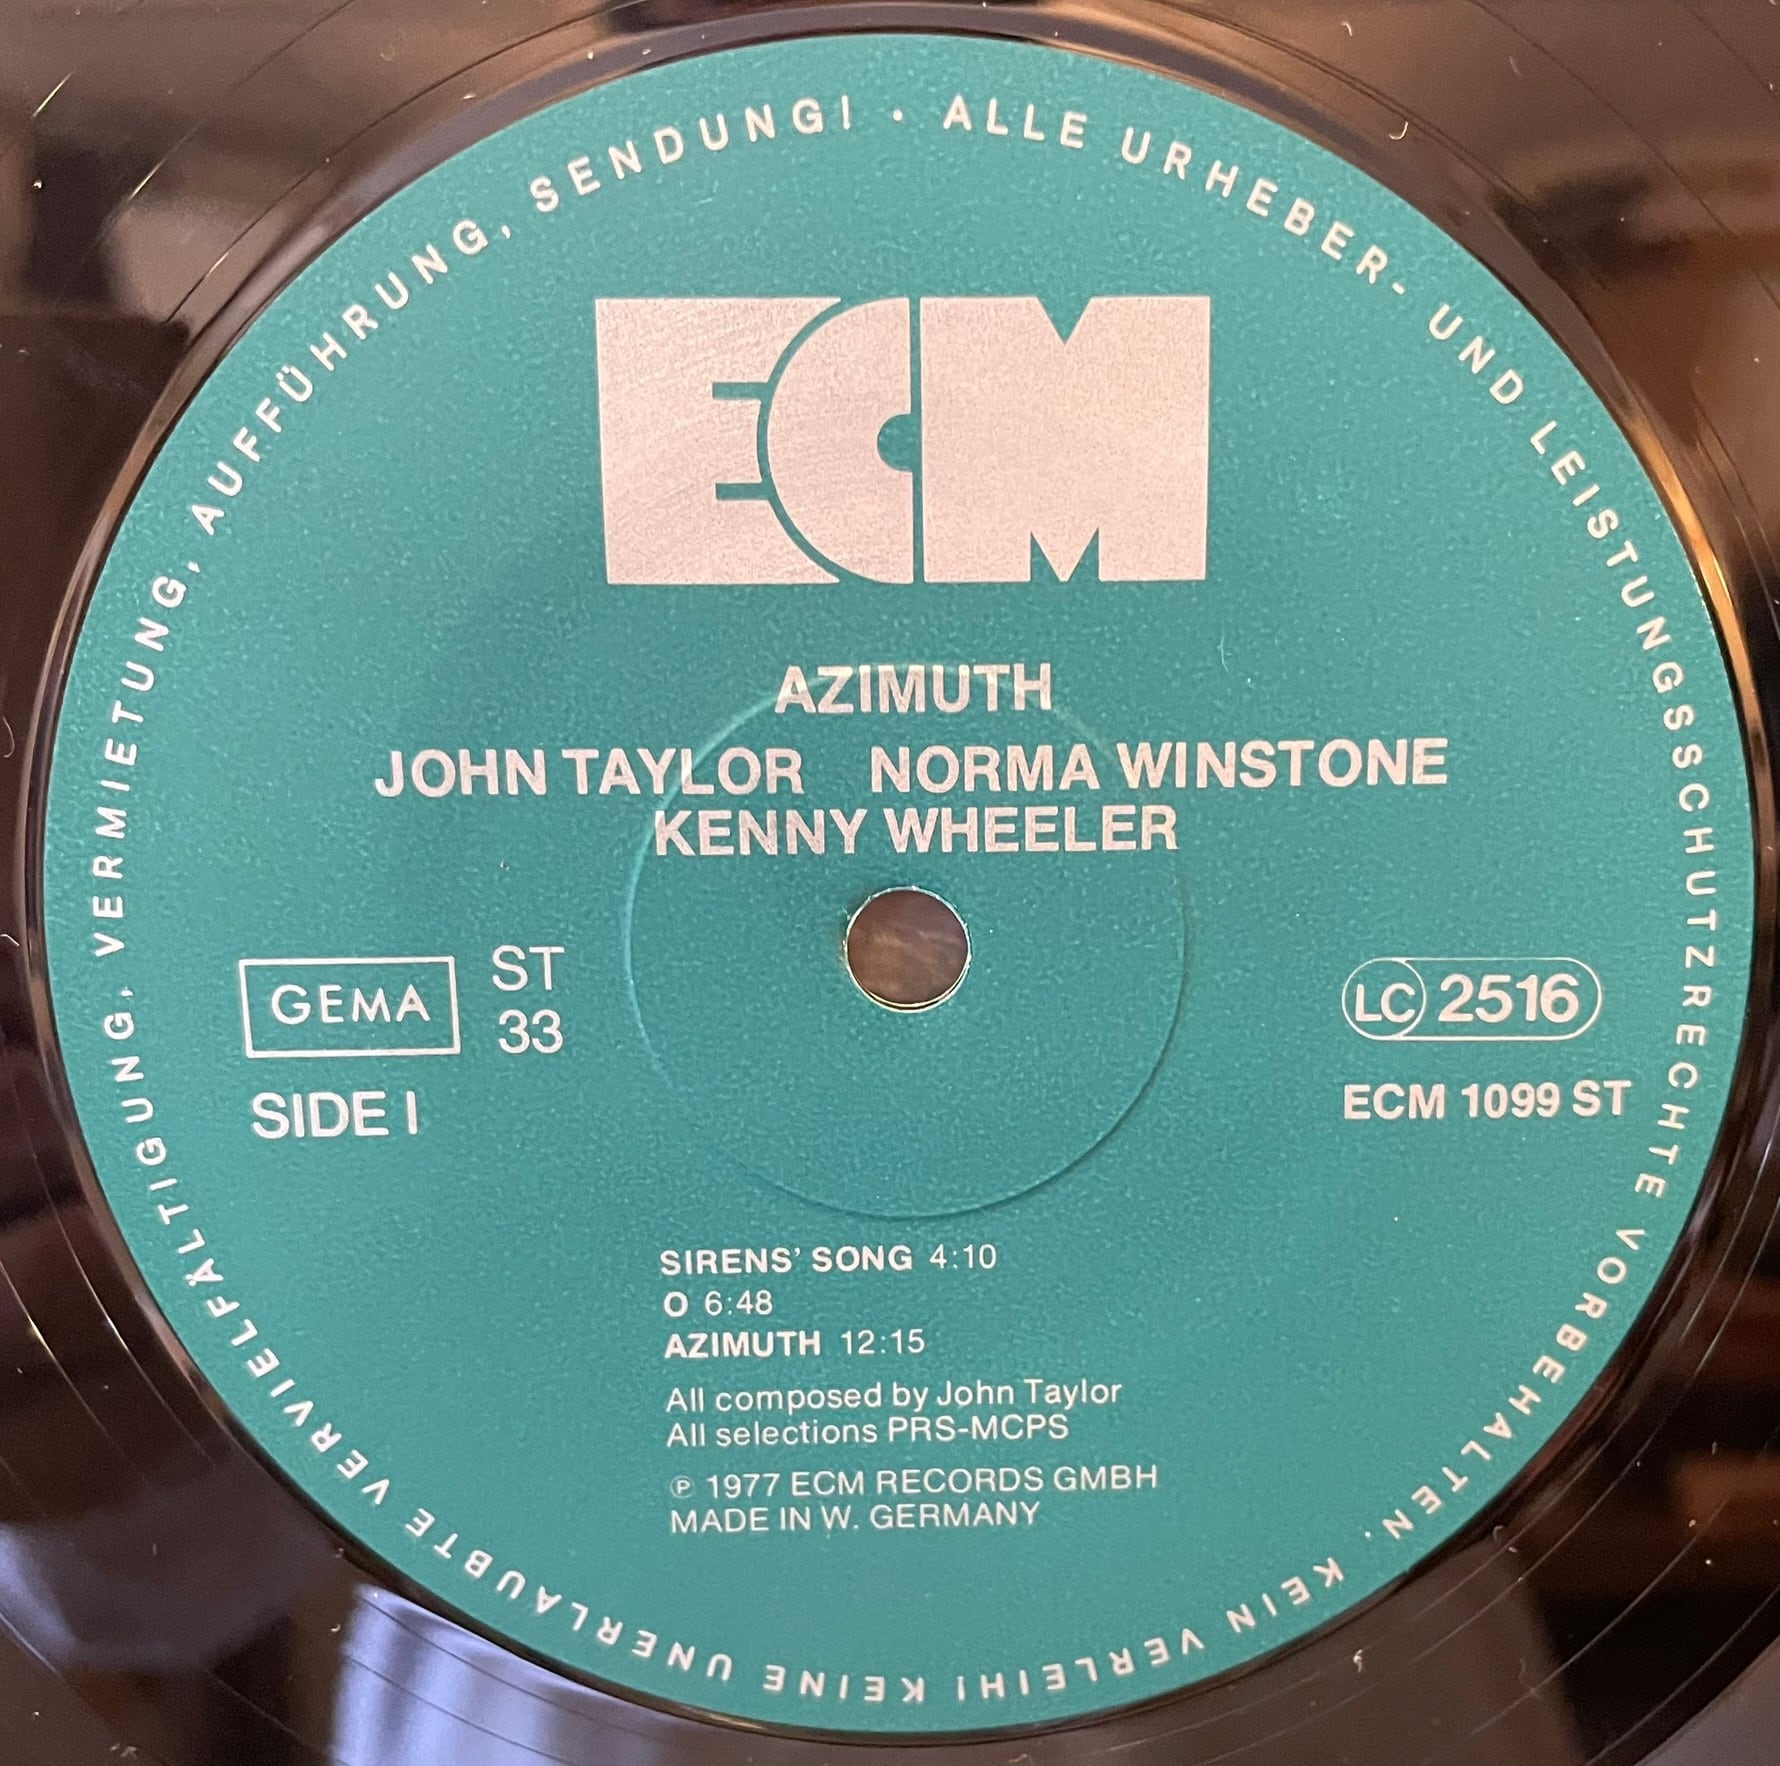 ALLE URHEBER- UND LEISTUNGSSCHUTZRECHTE VORBEHALTEN. KEIN VERLEIH! KEINE UNERLAUBTE VERVIELFÄLTIGUNG, VERMIETUNG, AUFFÜHRUNG, SENDUNG! ·
ECM
AZIMUTH
JOHN TAYLOR NORMA WINSTONE
KENNY WHEELER
GEMA
ST
33
SIDE I
LC 2516
ECM 1099 ST
SIRENS' SONG 4:10
O 6:48
AZIMUTH 12:15
All composed by John Taylor
All selections PRS-MCPS
℗ 1977 ECM RECORDS GMBH
MADE IN W. GERMANY